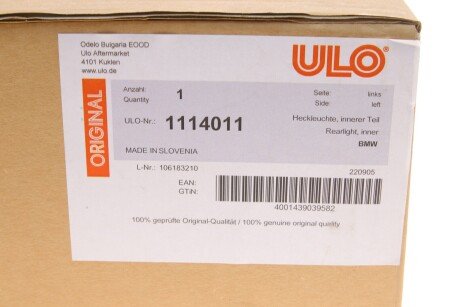 Odelo Bulgaria EOOD
Ulo Aftermarket
4101 Kuklen
www.ulo.de
ULO®
ORIGINAL
Anzahl: 1 Seite: links
Quantity Side: left
ULO-Nr.: 1114011 Heckleuchte, innerer Teil
Rearlight, inner
BMW
MADE IN SLOVENIA
L-Nr.: 106183210 220905
EAN:
GTIN:
4001439039582
100% geprüfte Original-Qualität / 100% genuine original quality